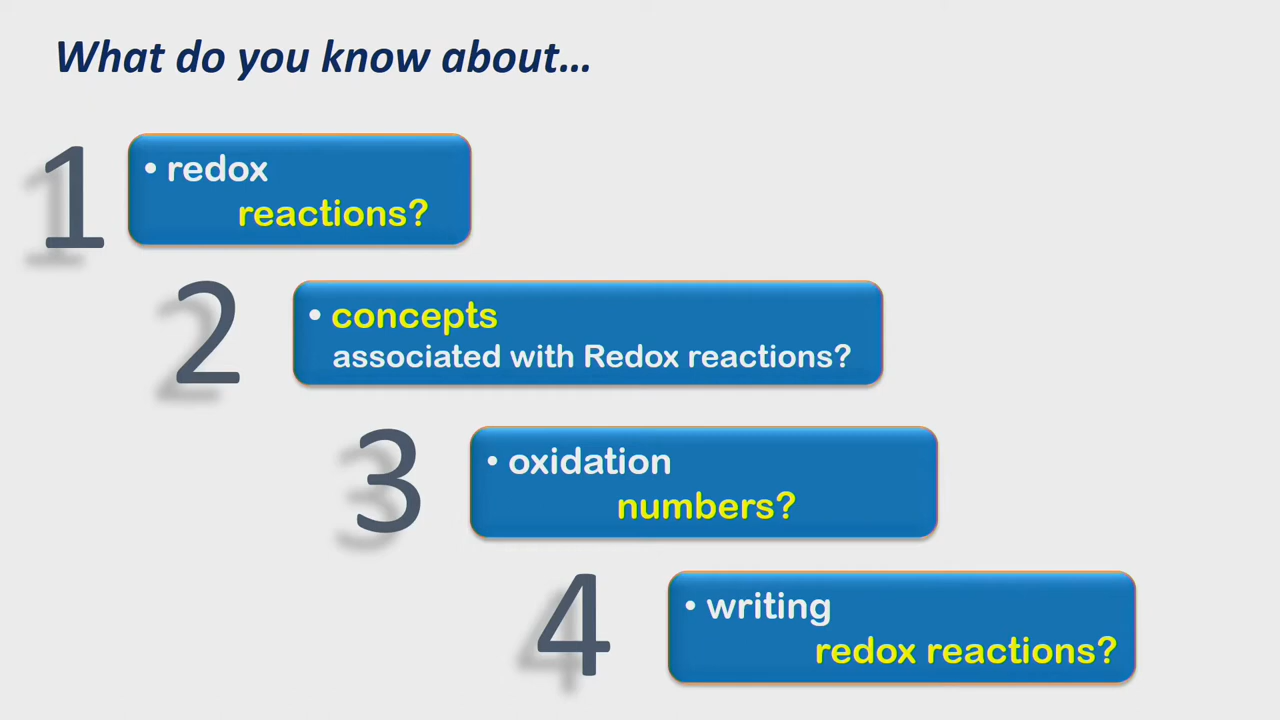 What do you know about...
1
• redox
reactions?
2
• concepts
associated with Redox reactions?
3
• oxidation
numbers?
4
• writing
redox reactions?